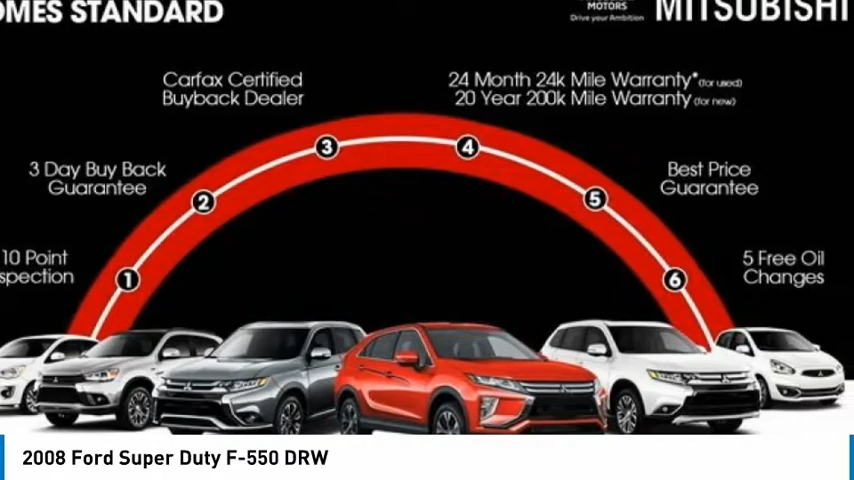 OMES STANDARD
MOTORS
Drive your Ambition
MITSUBISHI
Carfax Certified
Buyback Dealer
24 Month 24k Mile Warranty* (for used)
20 Year 200k Mile Warranty (for new)
3
4
3 Day Buy Back
Guarantee
2
5
Best Price
Guarantee
10 Point
spection
1
6
5 Free Oil
Changes
2008 Ford Super Duty F-550 DRW